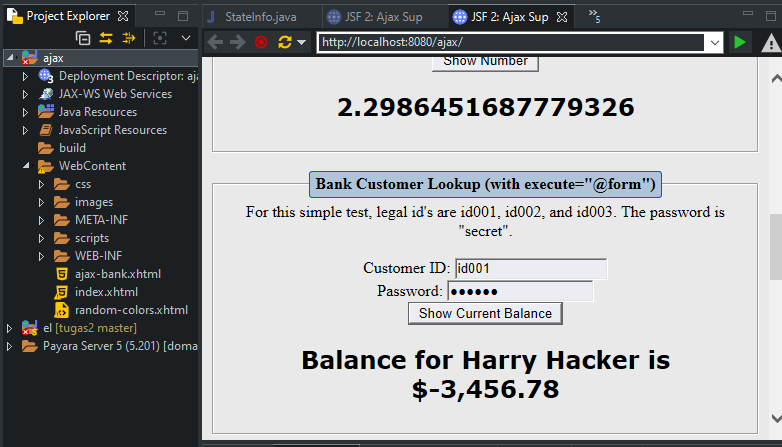 Project Explorer
StateInfo.java
JSF 2: Ajax Sup
JSF 2: Ajax Sup
»5
http://localhost:8080/ajax/
ajax
Deployment Descriptor: aj
JAX-WS Web Services
Java Resources
JavaScript Resources
build
WebContent
css
images
META-INF
scripts
WEB-INF
ajax-bank.xhtml
index.xhtml
random-colors.xhtml
el [tugas2 master]
Payara Server 5 (5.201) [doma
Show Number
2.2986451687779326
Bank Customer Lookup (with execute="@form")
For this simple test, legal id's are id001, id002, and id003. The password is
"secret".
Customer ID: id001
Password: ●●●●●●
Show Current Balance
Balance for Harry Hacker is
$-3,456.78